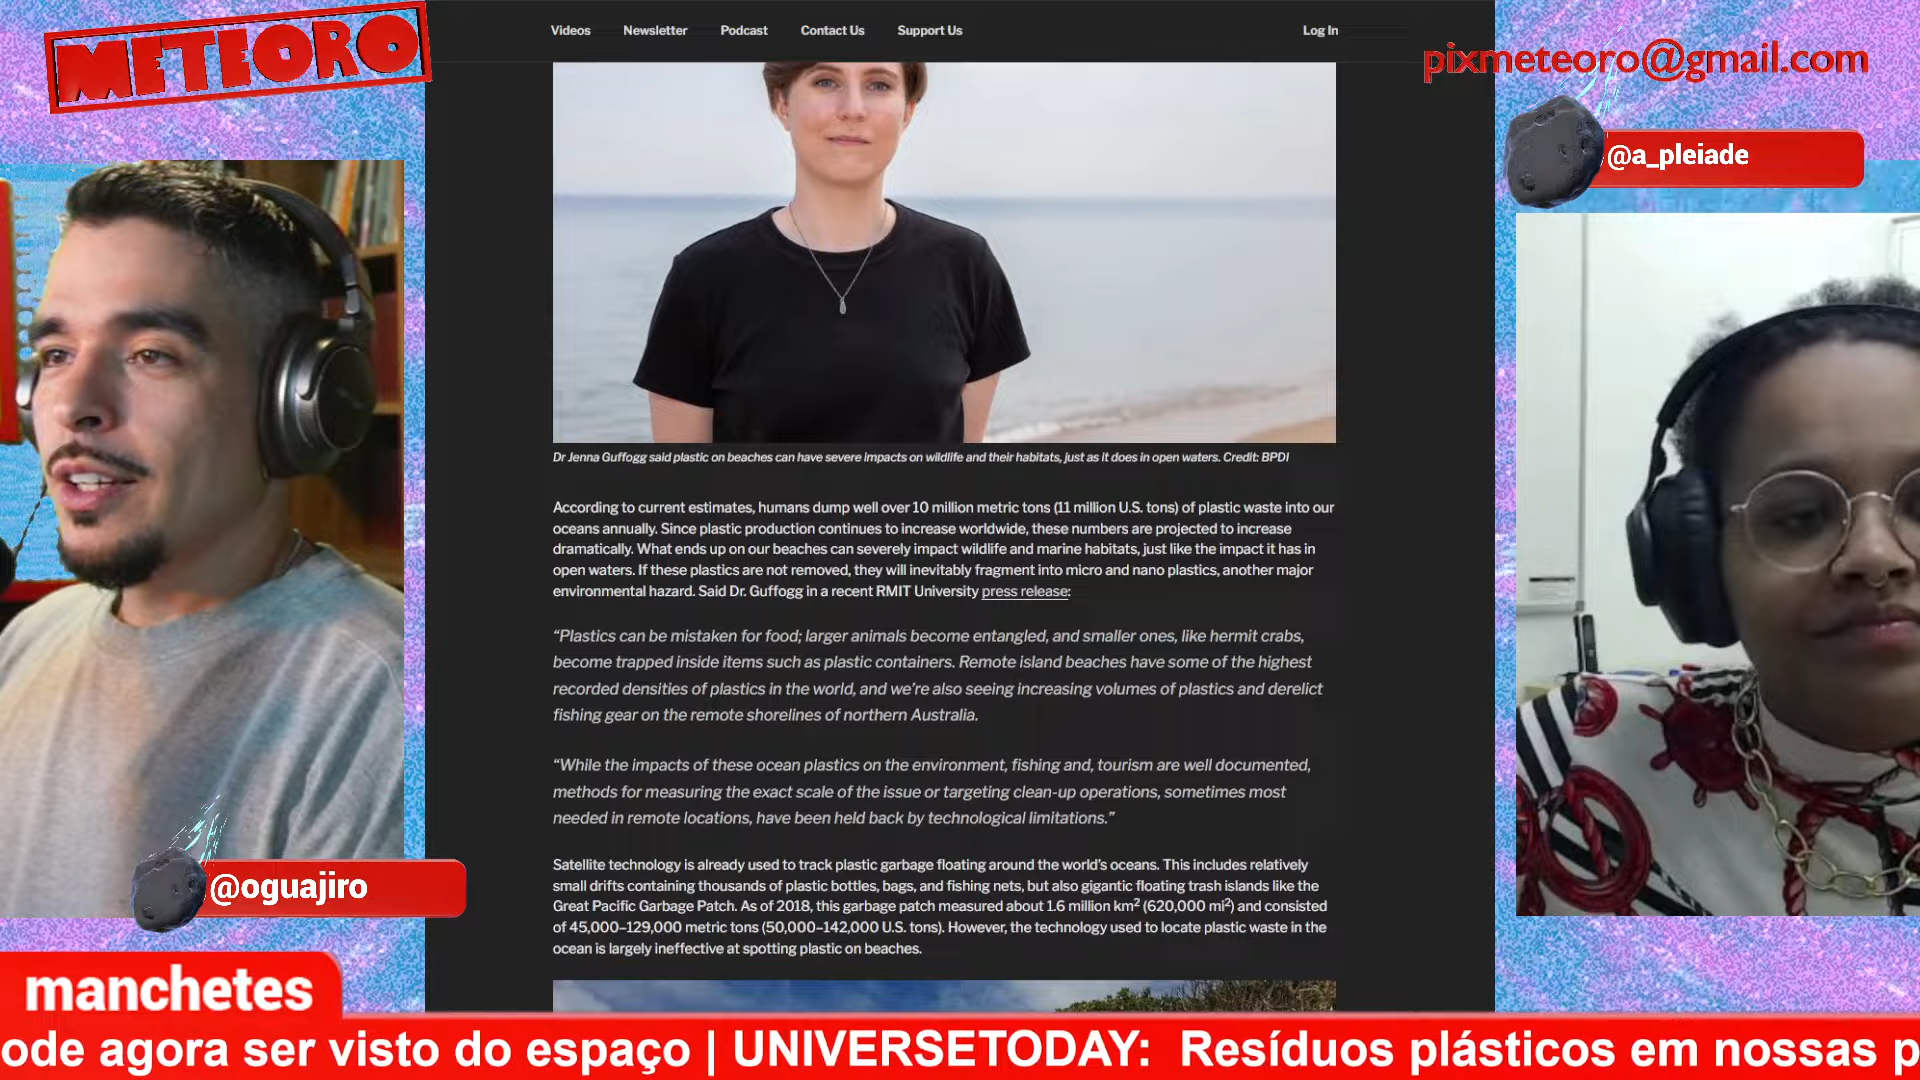 METEORO
Videos Newsletter Podcast Contact Us Support Us Log In
pixmeteoro@gmail.com
@a_pleiade
Dr Jenna Guffogg said plastic on beaches can have severe impacts on wildlife and their habitats, just as it does in open waters. Credit: BPDI
According to current estimates, humans dump well over 10 million metric tons (11 million U.S. tons) of plastic waste into our
oceans annually. Since plastic production continues to increase worldwide, these numbers are projected to increase
dramatically. What ends up on our beaches can severely impact wildlife and marine habitats, just like the impact it has in
open waters. If these plastics are not removed, they will inevitably fragment into micro and nano plastics, another major
environmental hazard. Said Dr. Guffogg in a recent RMIT University press release:
“Plastics can be mistaken for food; larger animals become entangled, and smaller ones, like hermit crabs,
become trapped inside items such as plastic containers. Remote island beaches have some of the highest
recorded densities of plastics in the world, and we’re also seeing increasing volumes of plastics and derelict
fishing gear on the remote shorelines of northern Australia.
“While the impacts of these ocean plastics on the environment, fishing and, tourism are well documented,
methods for measuring the exact scale of the issue or targeting clean-up operations, sometimes most
needed in remote locations, have been held back by technological limitations.”
Satellite technology is already used to track plastic garbage floating around the world’s oceans. This includes relatively
small drifts containing thousands of plastic bottles, bags, and fishing nets, but also gigantic floating trash islands like the
Great Pacific Garbage Patch. As of 2018, this garbage patch measured about 1.6 million km² (620,000 mi²) and consisted
of 45,000–129,000 metric tons (50,000–142,000 U.S. tons). However, the technology used to locate plastic waste in the
ocean is largely ineffective at spotting plastic on beaches.
@oguajiro
manchetes
ode agora ser visto do espaço | UNIVERSETODAY: Resíduos plásticos em nossas p